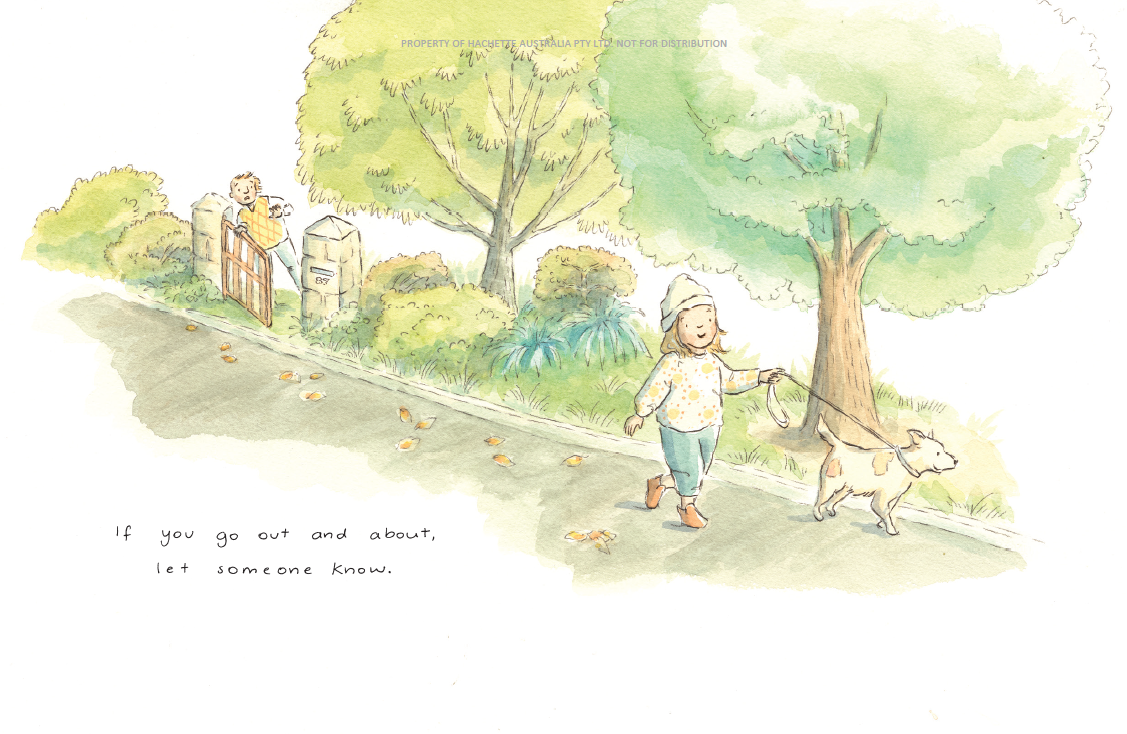 PROPERTY OF HACHETTE AUSTRALIA PTY LTD. NOT FOR DISTRIBUTION
85
If you go out and about,
let someone know.